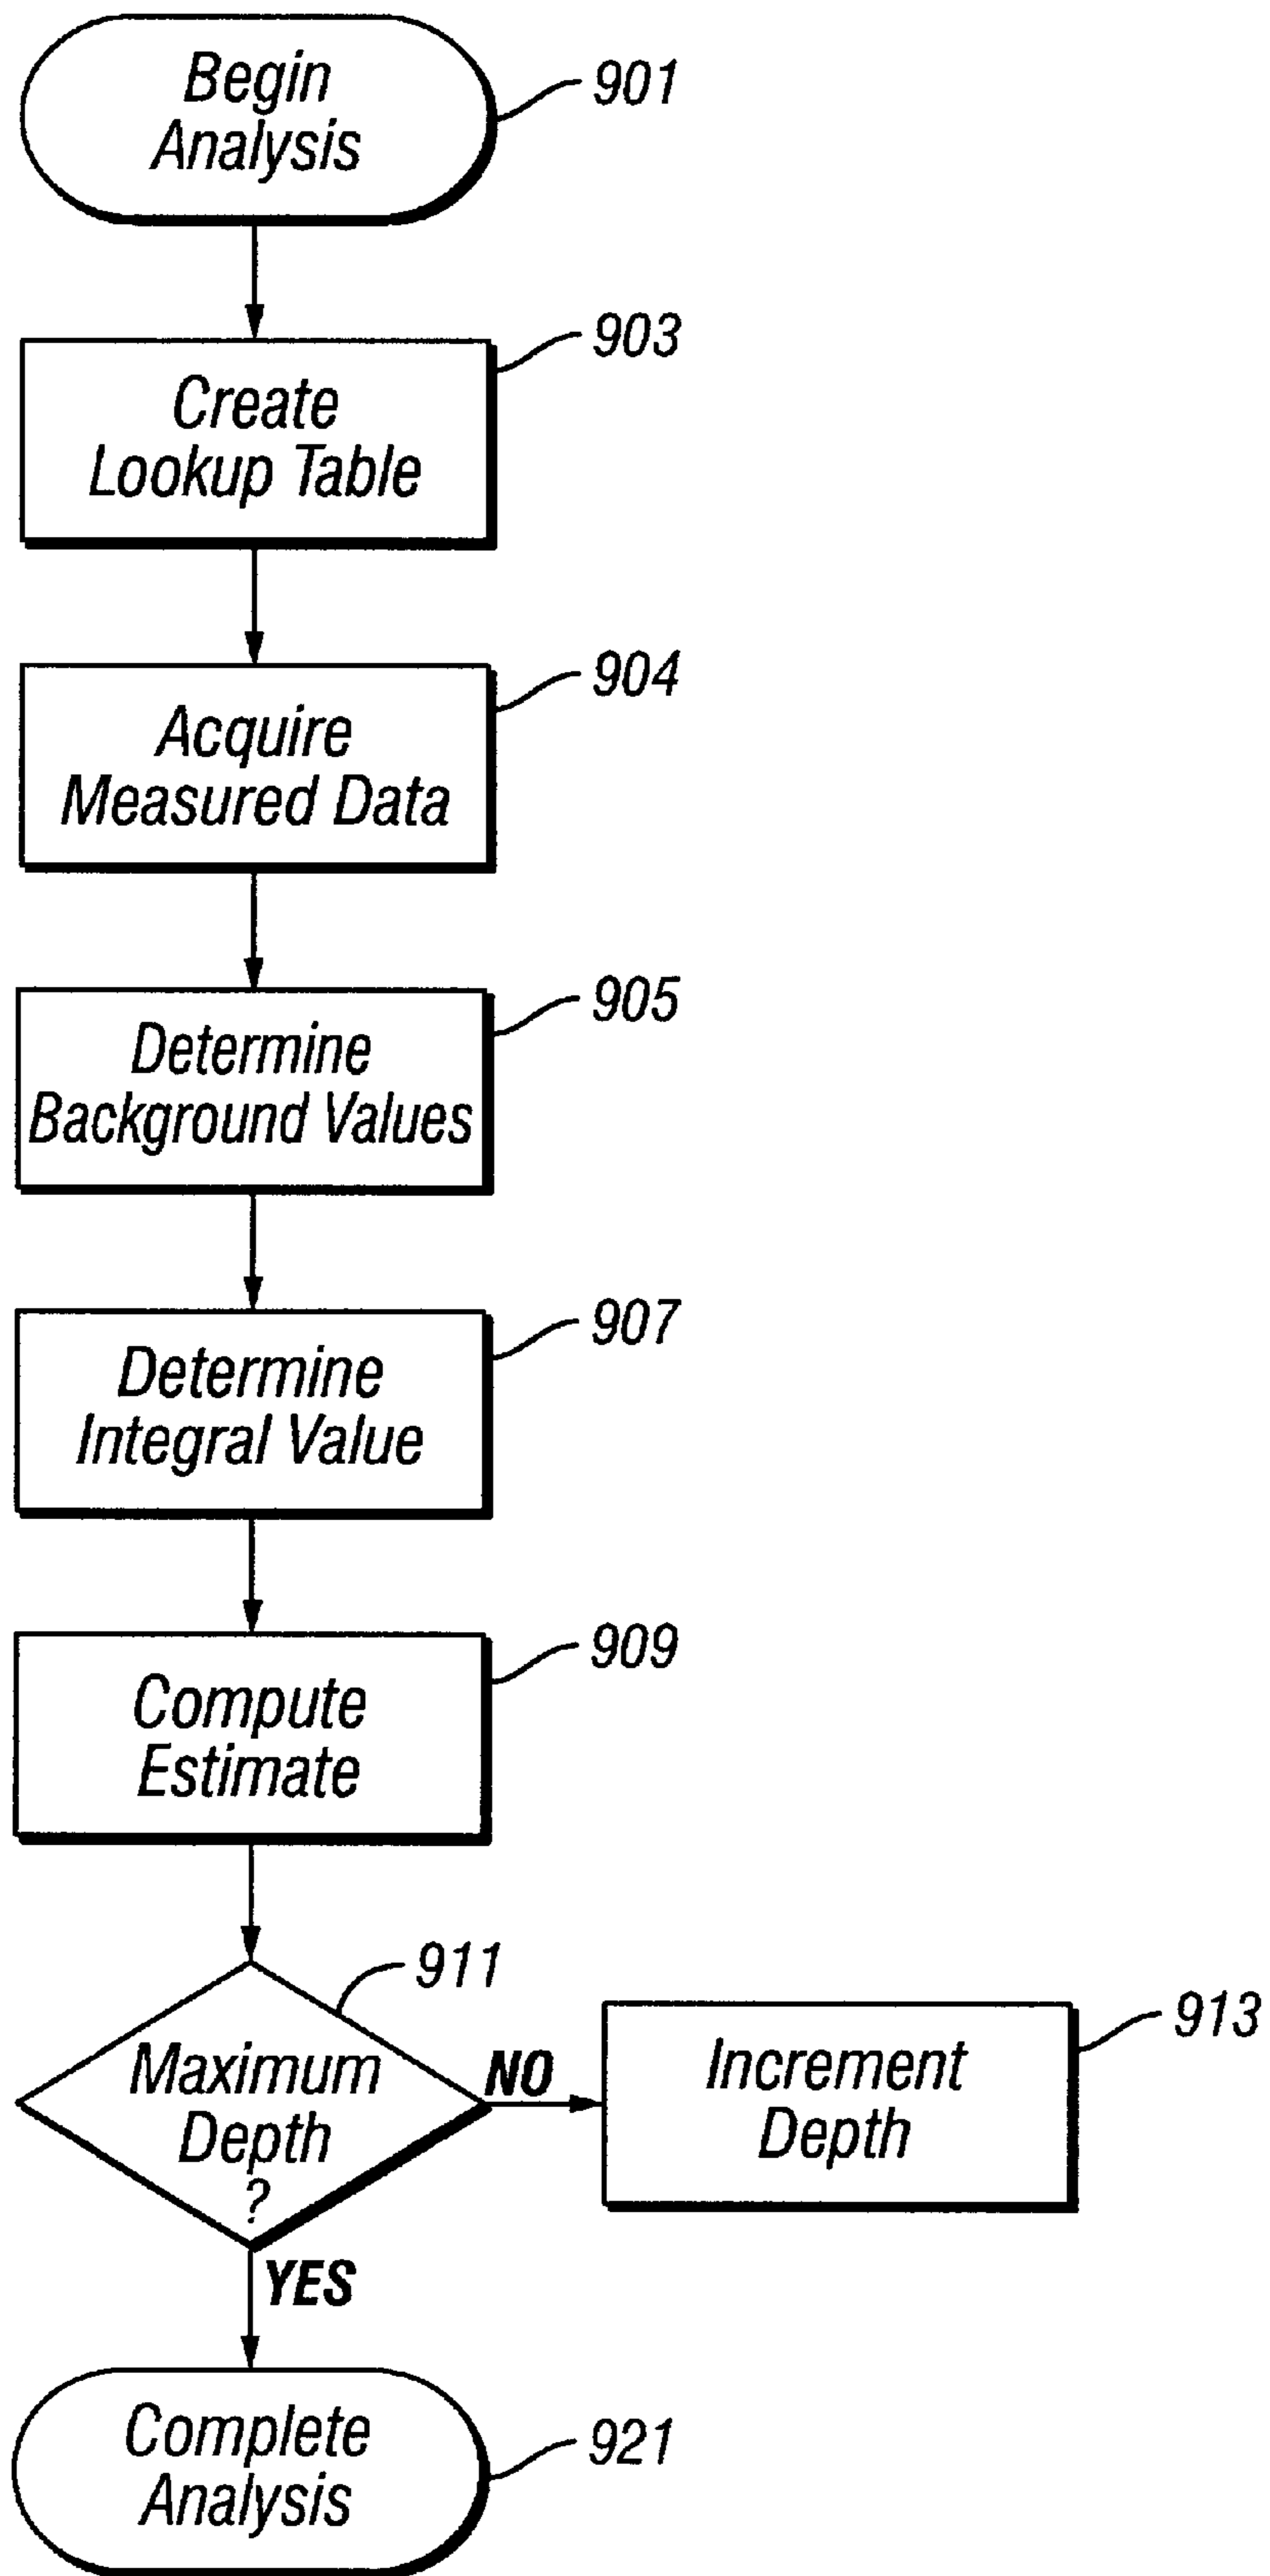 Begin
Analysis
901
Create
Lookup Table
903
Acquire
Measured Data
904
Determine
Background Values
905
Determine
Integral Value
907
Compute
Estimate
909
Maximum
Depth
?
911
NO
Increment
Depth
913
YES
Complete
Analysis
921